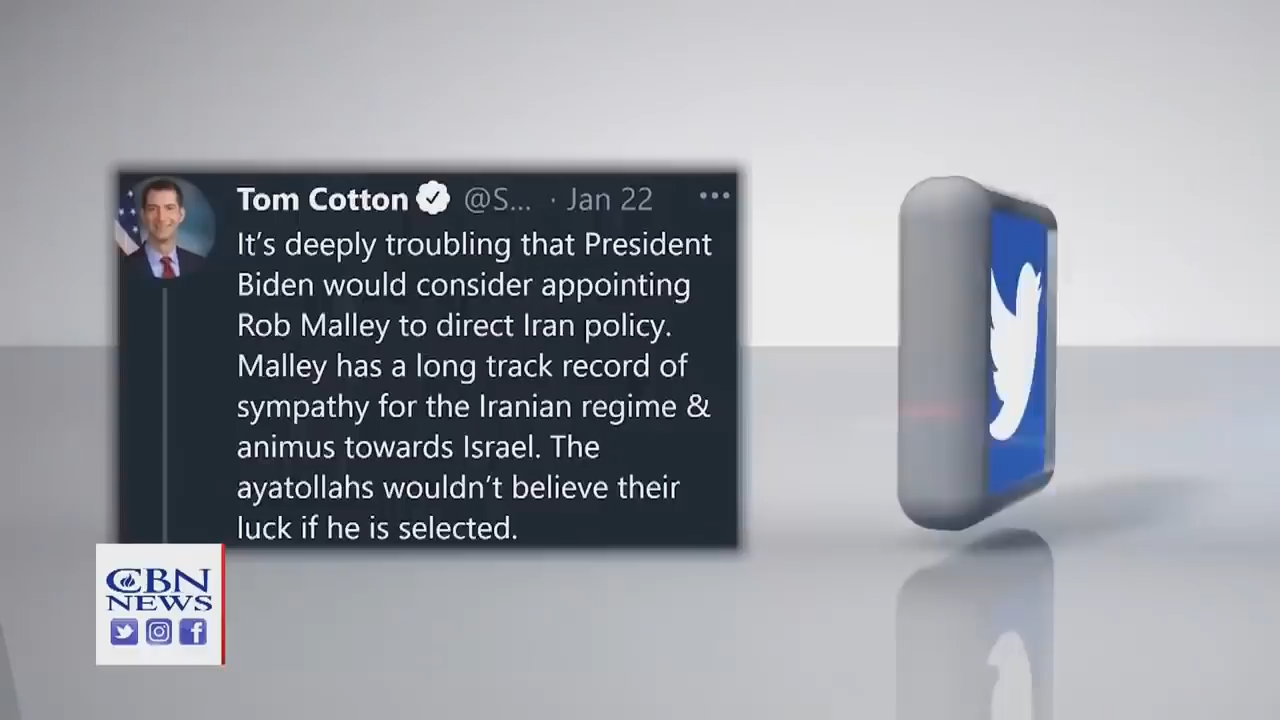 Tom Cotton @S... · Jan 22 ...
It’s deeply troubling that President
Biden would consider appointing
Rob Malley to direct Iran policy.
Malley has a long track record of
sympathy for the Iranian regime &
animus towards Israel. The
ayatollahs wouldn’t believe their
luck if he is selected.
CBN
NEWS